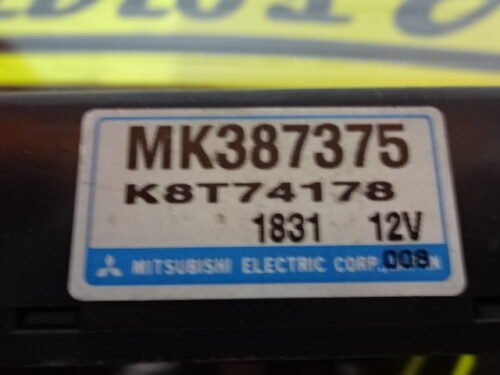 MK387375
K8T74178
1831 12V
MITSUBISHI ELECTRIC CORP. 008